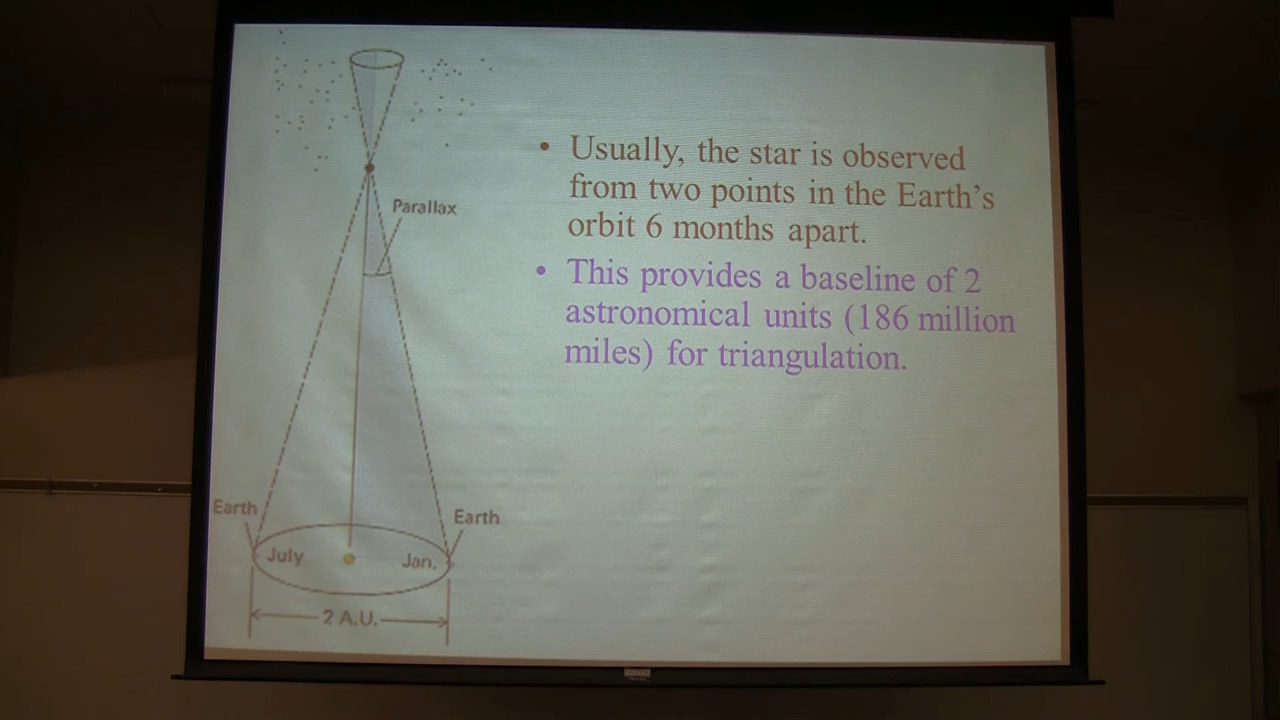 Parallax
Earth
Earth
July
Jan.
2 A.U.
• Usually, the star is observed
from two points in the Earth's
orbit 6 months apart.
• This provides a baseline of 2
astronomical units (186 million
miles) for triangulation.